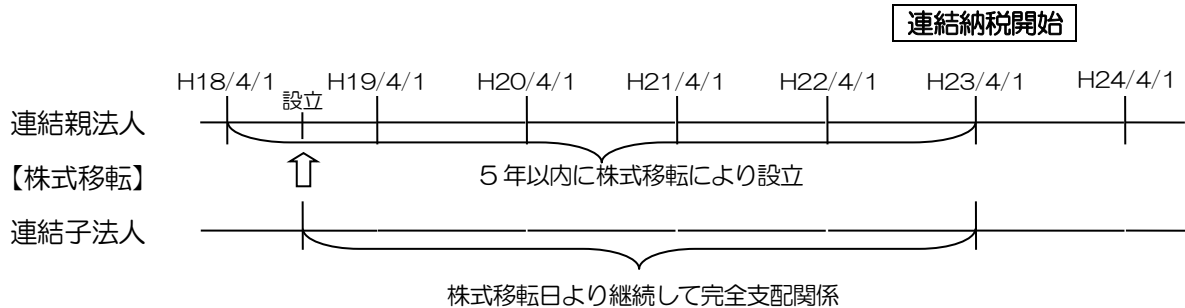 連結納税開始
H18/4/1 H19/4/1 H20/4/1 H21/4/1 H22/4/1 H23/4/1 H24/4/1
設立
連結親法人
【株式移転】
5年以内に株式移転により設立
連結子法人
株式移転日より継続して完全支配関係